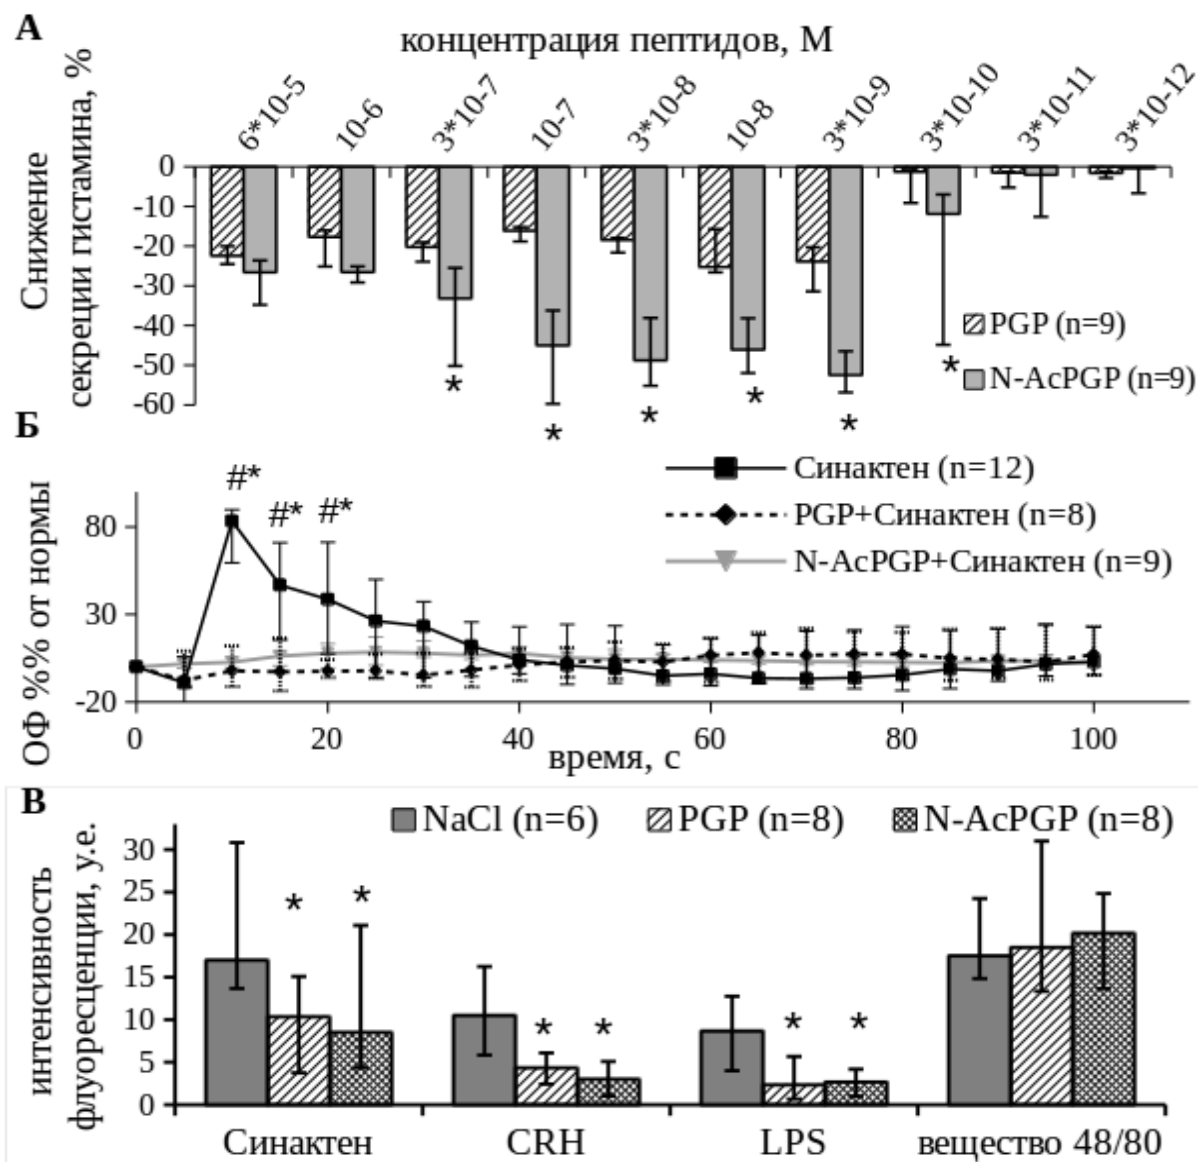 А
концентрация пептидов, М
6*10-5
10-6
3*10-7
10-7
3*10-8
10-8
3*10-9
3*10-10
3*10-11
3*10-12
Снижение
секреции гистамина, %
0
-10
-20
-30
-40
-50
-60
PGP (n=9)
N-AcPGP (n=9)
*
*
*
*
*
*
Б
ОФ %% от нормы
80
30
-20
#*
#*
#*
Синактен (n=12)
PGP+Синактен (n=8)
N-AcPGP+Синактен (n=9)
0
20
40
60
80
100
время, с
В
NaCl (n=6)
PGP (n=8)
N-AcPGP (n=8)
интенсивность
флуоресценции, у.е.
30
25
20
15
10
5
0
*
*
*
*
*
*
Синактен
CRH
LPS
вещество 48/80